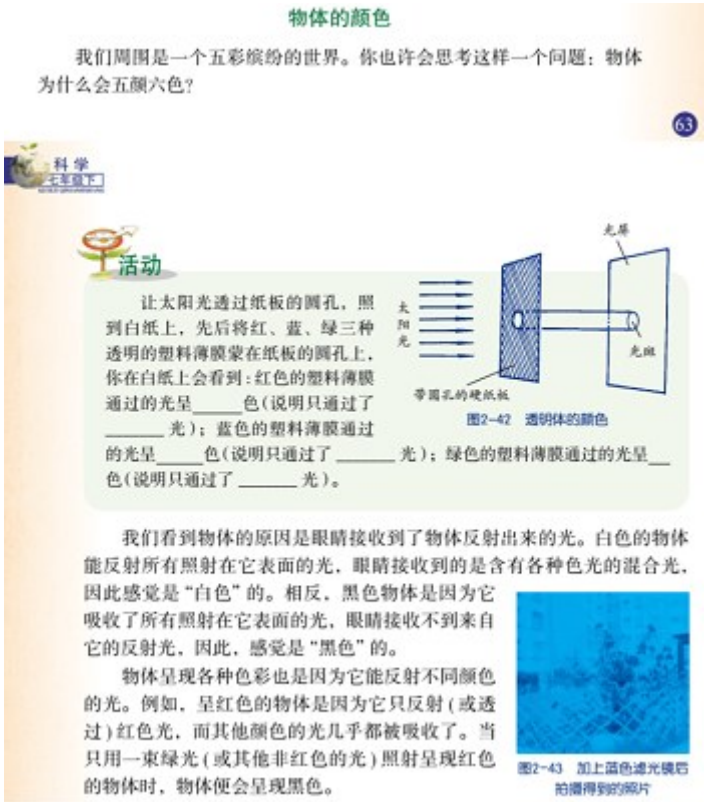 物体的颜色
我们周围是一个五彩缤纷的世界。你也许会思考这样一个问题：物体
为什么会五颜六色？
63
科学
七年级下
活动
让太阳光透过纸板的圆孔，照
到白纸上，先后将红、蓝、绿三种
透明的塑料薄膜蒙在纸板的圆孔上，
你在白纸上会看到：红色的塑料薄膜
通过的光呈_____色(说明只通过了
______光)；蓝色的塑料薄膜通过
的光呈_____色(说明只通过了______光)；绿色的塑料薄膜通过的光呈__
色(说明只通过了______光)。
光屏
太阳光
光斑
带圆孔的硬纸板
图2-42 透明体的颜色
我们看到物体的原因是眼睛接收到了物体反射出来的光。白色的物体
能反射所有照射在它表面的光，眼睛接收到的是含有各种色光的混合光，
因此感觉是“白色”的。相反，黑色物体是因为它
吸收了所有照射在它表面的光，眼睛接收不到来自
它的反射光，因此，感觉是“黑色”的。
物体呈现各种色彩也是因为它能反射不同颜色
的光。例如，呈红色的物体是因为它只反射(或透
过)红色光，而其他颜色的光几乎都被吸收了。当
只用一束绿光(或其他非红色的光)照射呈现红色
的物体时，物体便会呈现黑色。
图2-43 加上蓝色滤光镜后
拍摄得到的照片